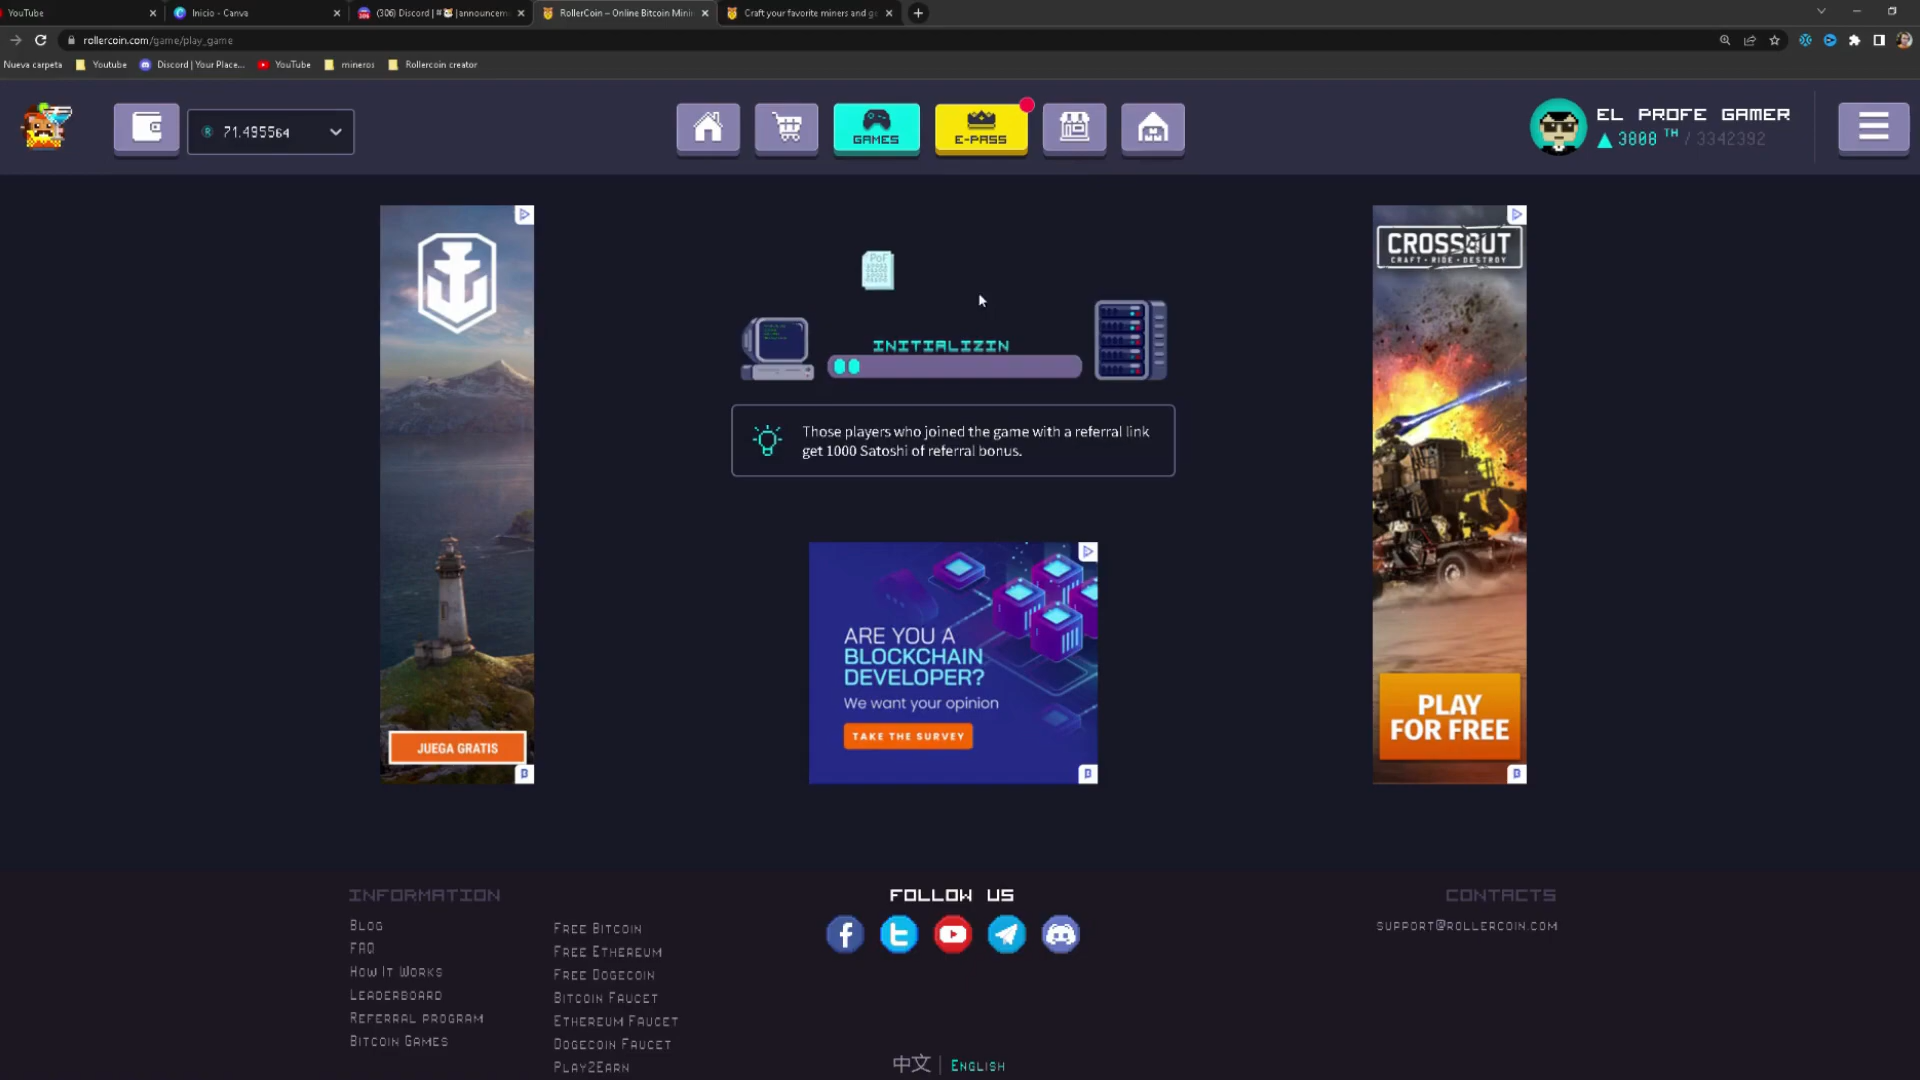 YouTube
Inicio - Canva
(306) Discord | #🐹 |announcem
RollerCoin – Online Bitcoin Mini
Craft your favorite miners and ge
rollercoin.com/game/play_game
Nueva carpeta
Youtube
Discord | Your Place...
YouTube
mineros
Rollercoin creator
71.495564
GAMES
E-PASS
EL PROFE GAMER
3808 TH / 3342392
POF
INITIALIZIN
Those players who joined the game with a referral link
get 1000 Satoshi of referral bonus.
JUEGA GRATIS
ARE YOU A
BLOCKCHAIN
DEVELOPER?
We want your opinion
TAKE THE SURVEY
CROSSOUT
CRAFT • RIDE • DESTROY
PLAY
FOR FREE
INFORMATION
BLOG
FAQ
HOW IT WORKS
LEADERBOARD
REFERRAL PROGRAM
BITCOIN GAMES
FREE BITCOIN
FREE ETHEREUM
FREE DOGECOIN
BITCOIN FAUCET
ETHEREUM FAUCET
DOGECOIN FAUCET
PLAY2EARN
FOLLOW US
中文 | ENGLISH
CONTACTS
SUPPORT@ROLLERCOIN.COM